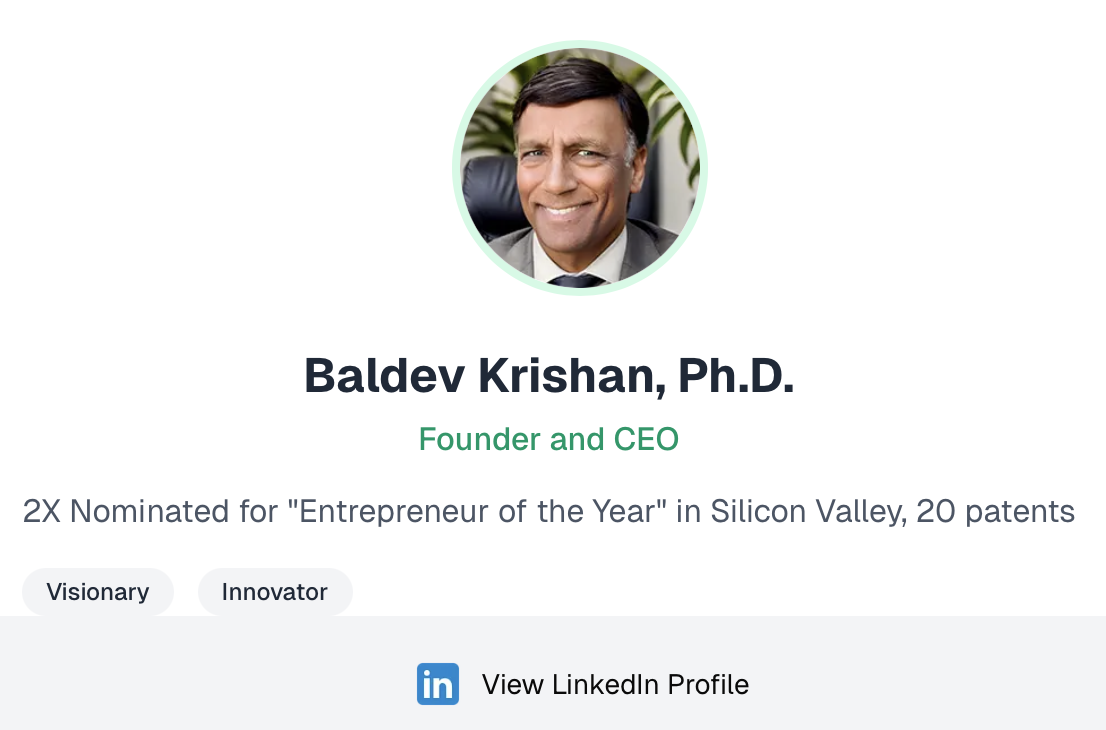 Baldev Krishan, Ph.D.
Founder and CEO
2X Nominated for "Entrepreneur of the Year" in Silicon Valley, 20 patents
Visionary Innovator
in View LinkedIn Profile